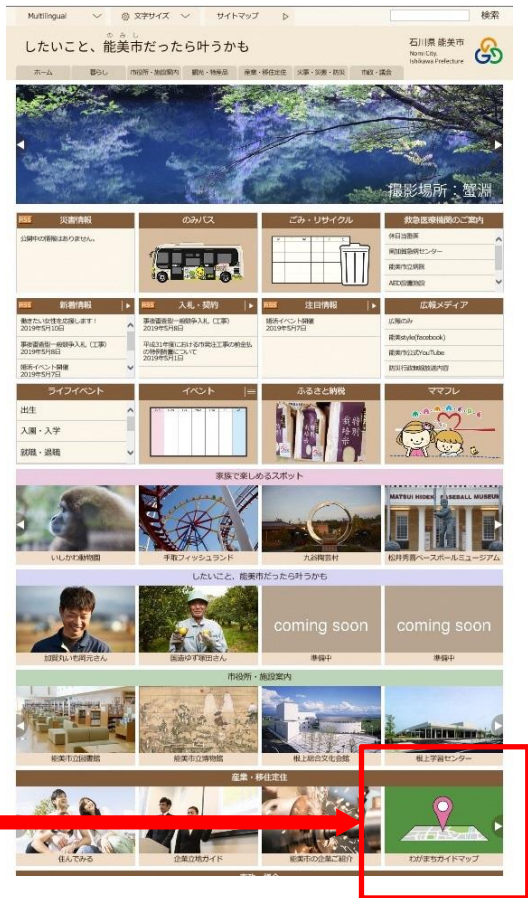 Multilingual
文字サイズ
サイトマップ
検索
のみし
したいこと、能美市だったら叶うかも
石川県 能美市
Nomi City,
Ishikawa Prefecture
ホーム
暮らし
市役所・施設案内
観光・特産品
産業・移住定住
火事・災害・防災
市政・議会
撮影場所：蟹淵
RSS 災害情報
公開中の情報はありません。
のみバス
ごみ・リサイクル
救急医療機関のご案内
休日当番医
南加賀急病センター
能美市立病院
AED設置施設
RSS 新着情報
働きたい女性を応援します！
2019年5月10日
事後審査型一般競争入札（工事）
2019年5月8日
婚活イベント開催
2019年5月7日
RSS 入札・契約
事後審査型一般競争入札（工事）
2019年5月8日
平成31年度における市発注工事の前金払
の特例措置について
2019年5月1日
RSS 注目情報
婚活イベント開催
2019年5月7日
広報メディア
広報のみ
能美style(facebook)
能美市公式YouTube
防災行政無線放送内容
ライフイベント
出生
入園・入学
就職・退職
イベント
ふるさと納税
特別栽培米
ママフレ
家族で楽しめるスポット
いしかわ動物園
手取フィッシュランド
九谷陶芸村
MATSUI HIDEKI BASEBALL MUSEUM
松井秀喜ベースボールミュージアム
したいこと、能美市だったら叶うかも
加賀丸いも岡元さん
国造ゆず塚田さん
coming soon
準備中
coming soon
準備中
市役所・施設案内
能美市立図書館
能美市立博物館
根上総合文化会館
根上学習センター
産業・移住定住
住んでみる
企業立地ガイド
能美市の企業ご紹介
わがまちガイドマップ